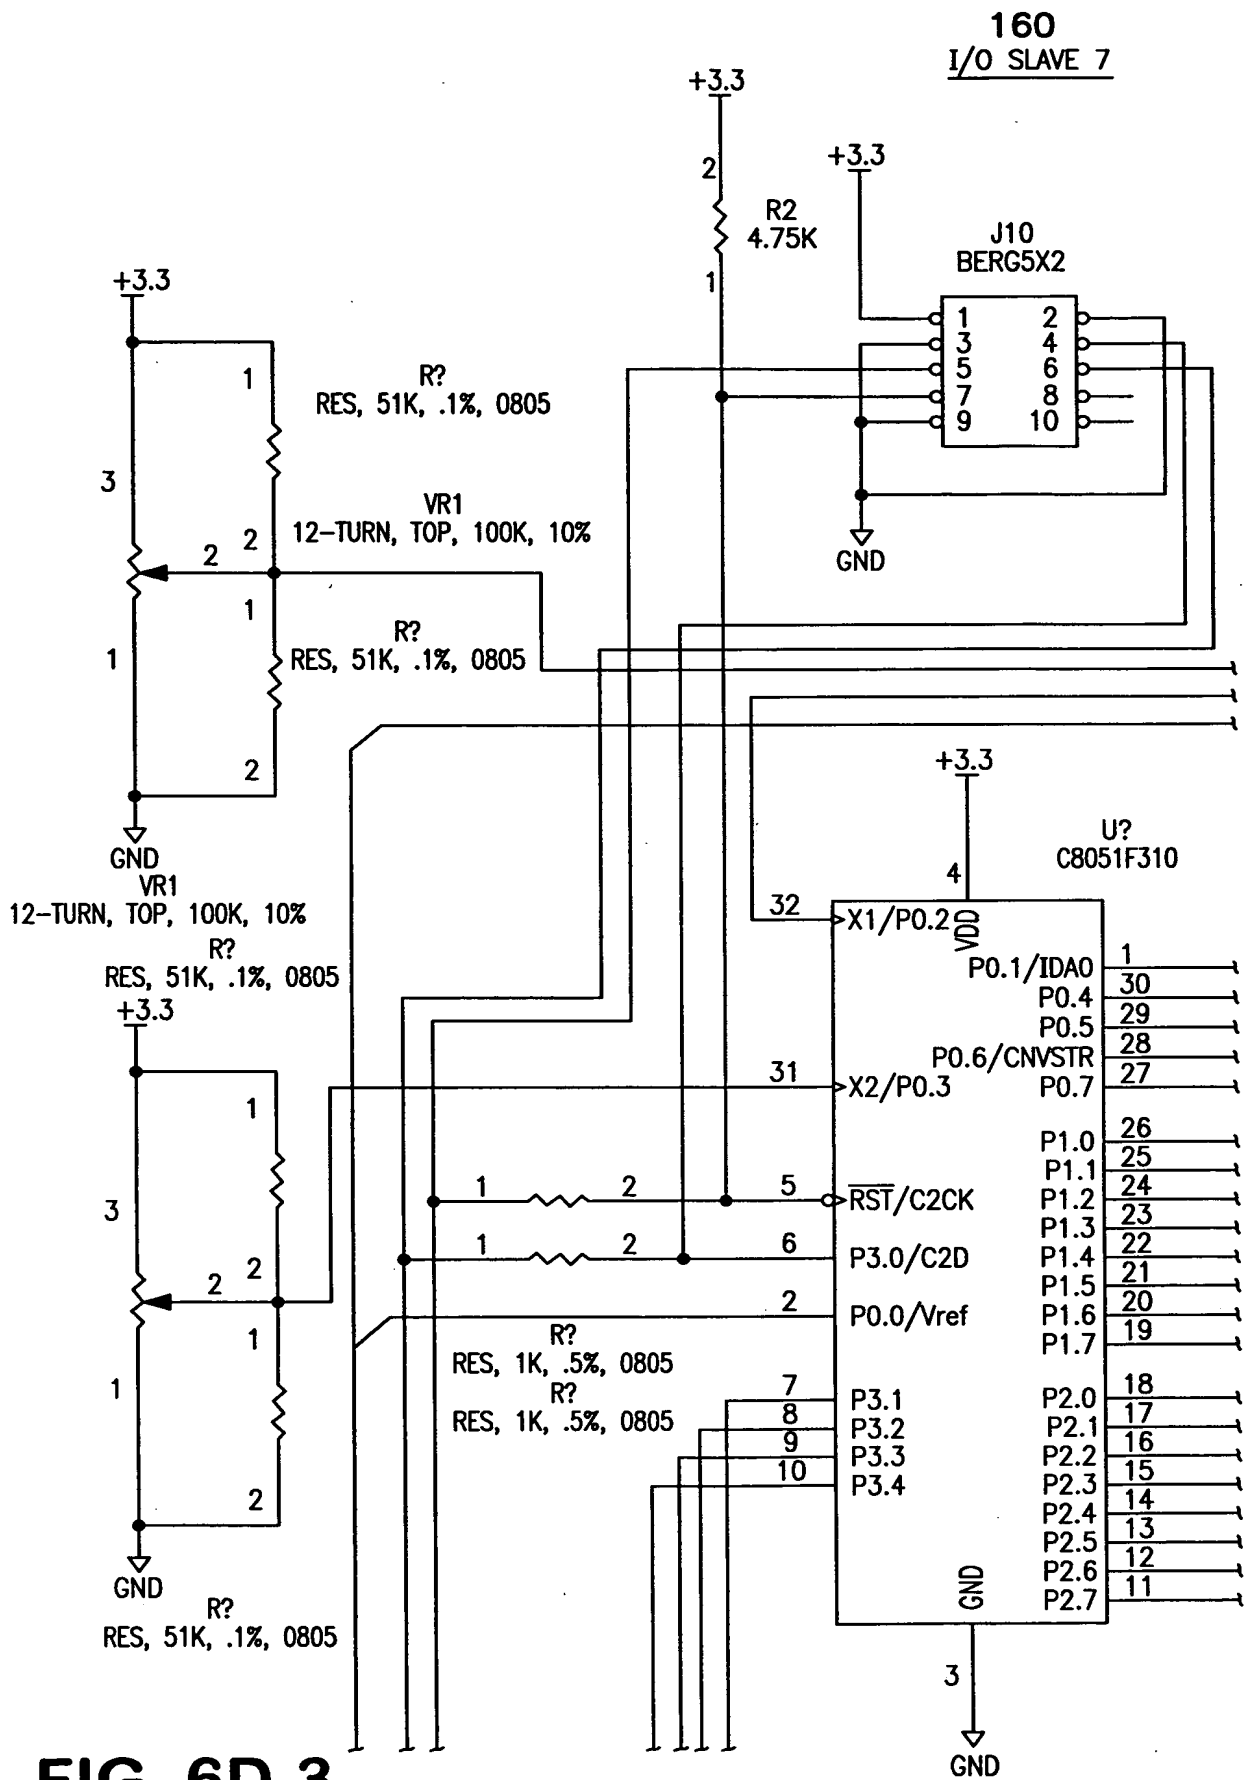 160
I/O SLAVE 7
+3.3
2
R2
4.75K
1
+3.3
J10
BERG5X2
1 2
3 4
5 6
7 8
9 10
GND
+3.3
1
R?
RES, 51K, .1%, 0805
3
VR1
12-TURN, TOP, 100K, 10%
2
2
1
R?
RES, 51K, .1%, 0805
1
2
GND
VR1
12-TURN, TOP, 100K, 10%
R?
RES, 51K, .1%, 0805
+3.3
1
3
2
2
1
1
2
GND
R?
RES, 51K, .1%, 0805
+3.3
U?
C8051F310
4
VDD
32 X1/P0.2
31 X2/P0.3
1 2 5 RST/C2CK
1 2 6 P3.0/C2D
2 P0.0/Vref
R?
RES, 1K, .5%, 0805
R?
RES, 1K, .5%, 0805
7 P3.1
8 P3.2
9 P3.3
10 P3.4
P0.1/IDA0 1
P0.4 30
P0.5 29
P0.6/CNVSTR 28
P0.7 27
P1.0 26
P1.1 25
P1.2 24
P1.3 23
P1.4 22
P1.5 21
P1.6 20
P1.7 19
P2.0 18
P2.1 17
P2.2 16
P2.3 15
P2.4 14
P2.5 13
P2.6 12
P2.7 11
GND
3
GND
FIG. 6D.3